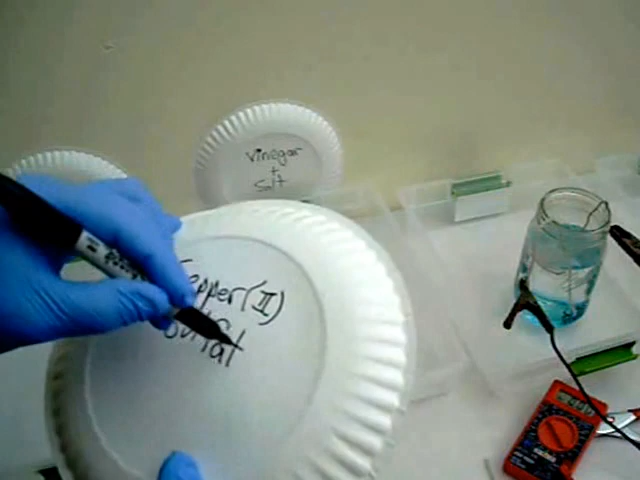 Vinegar
+
Salt
Copper(II)
Sulfat